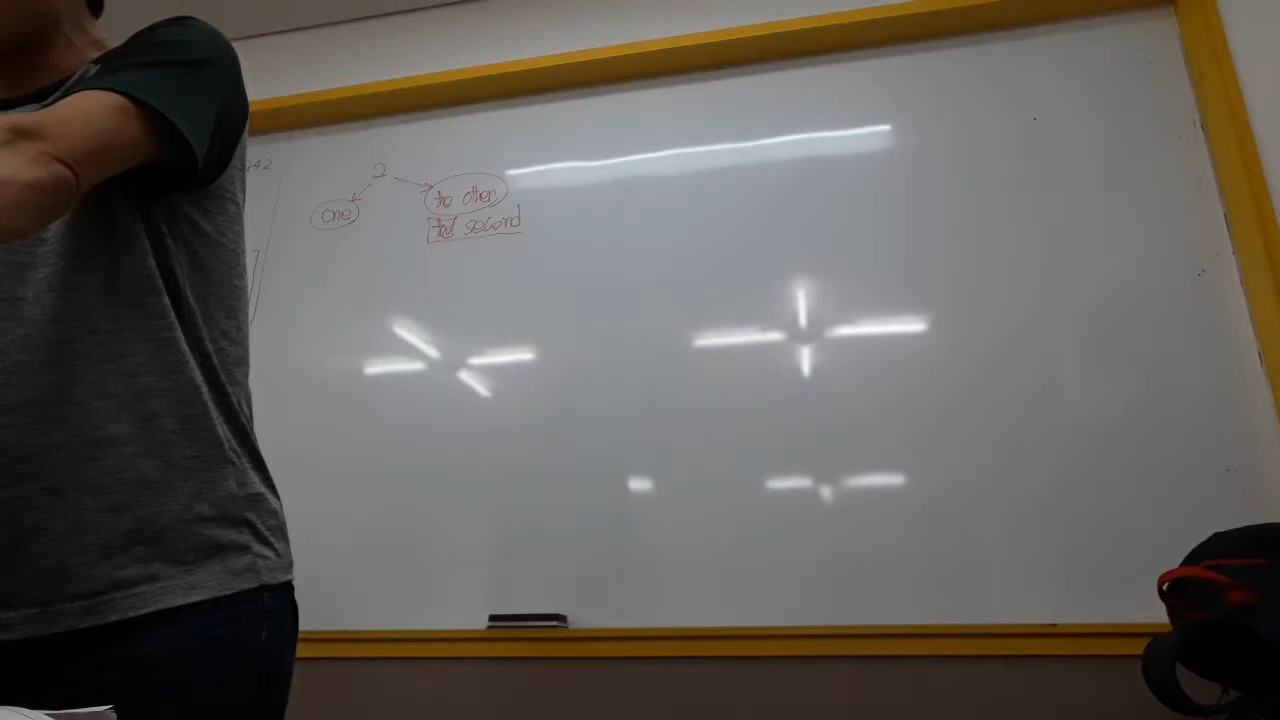 2
one
the other
the second